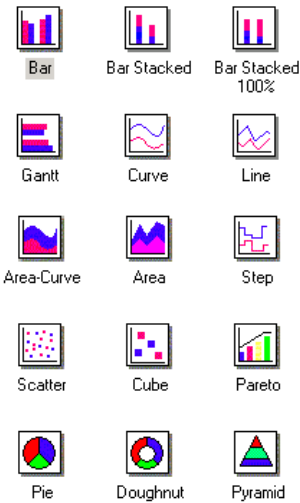 Bar
Bar Stacked
Bar Stacked
100%
Gantt
Curve
Line
Area-Curve
Area
Step
Scatter
Cube
Pareto
Pie
Doughnut
Pyramid